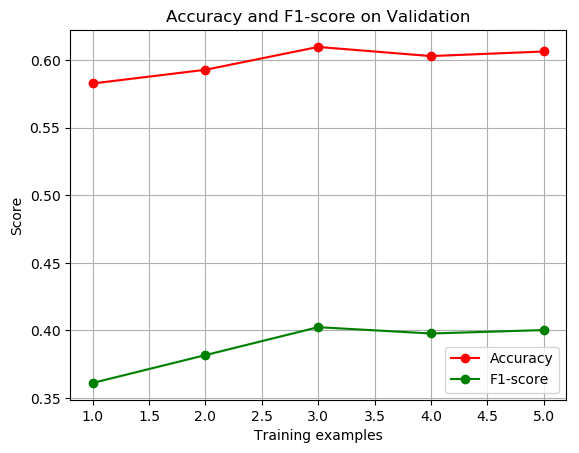 Accuracy and F1-score on Validation
0.60
0.55
0.50
0.45
0.40
0.35
Score
1.0 1.5 2.0 2.5 3.0 3.5 4.0 4.5 5.0
Training examples
Accuracy
F1-score